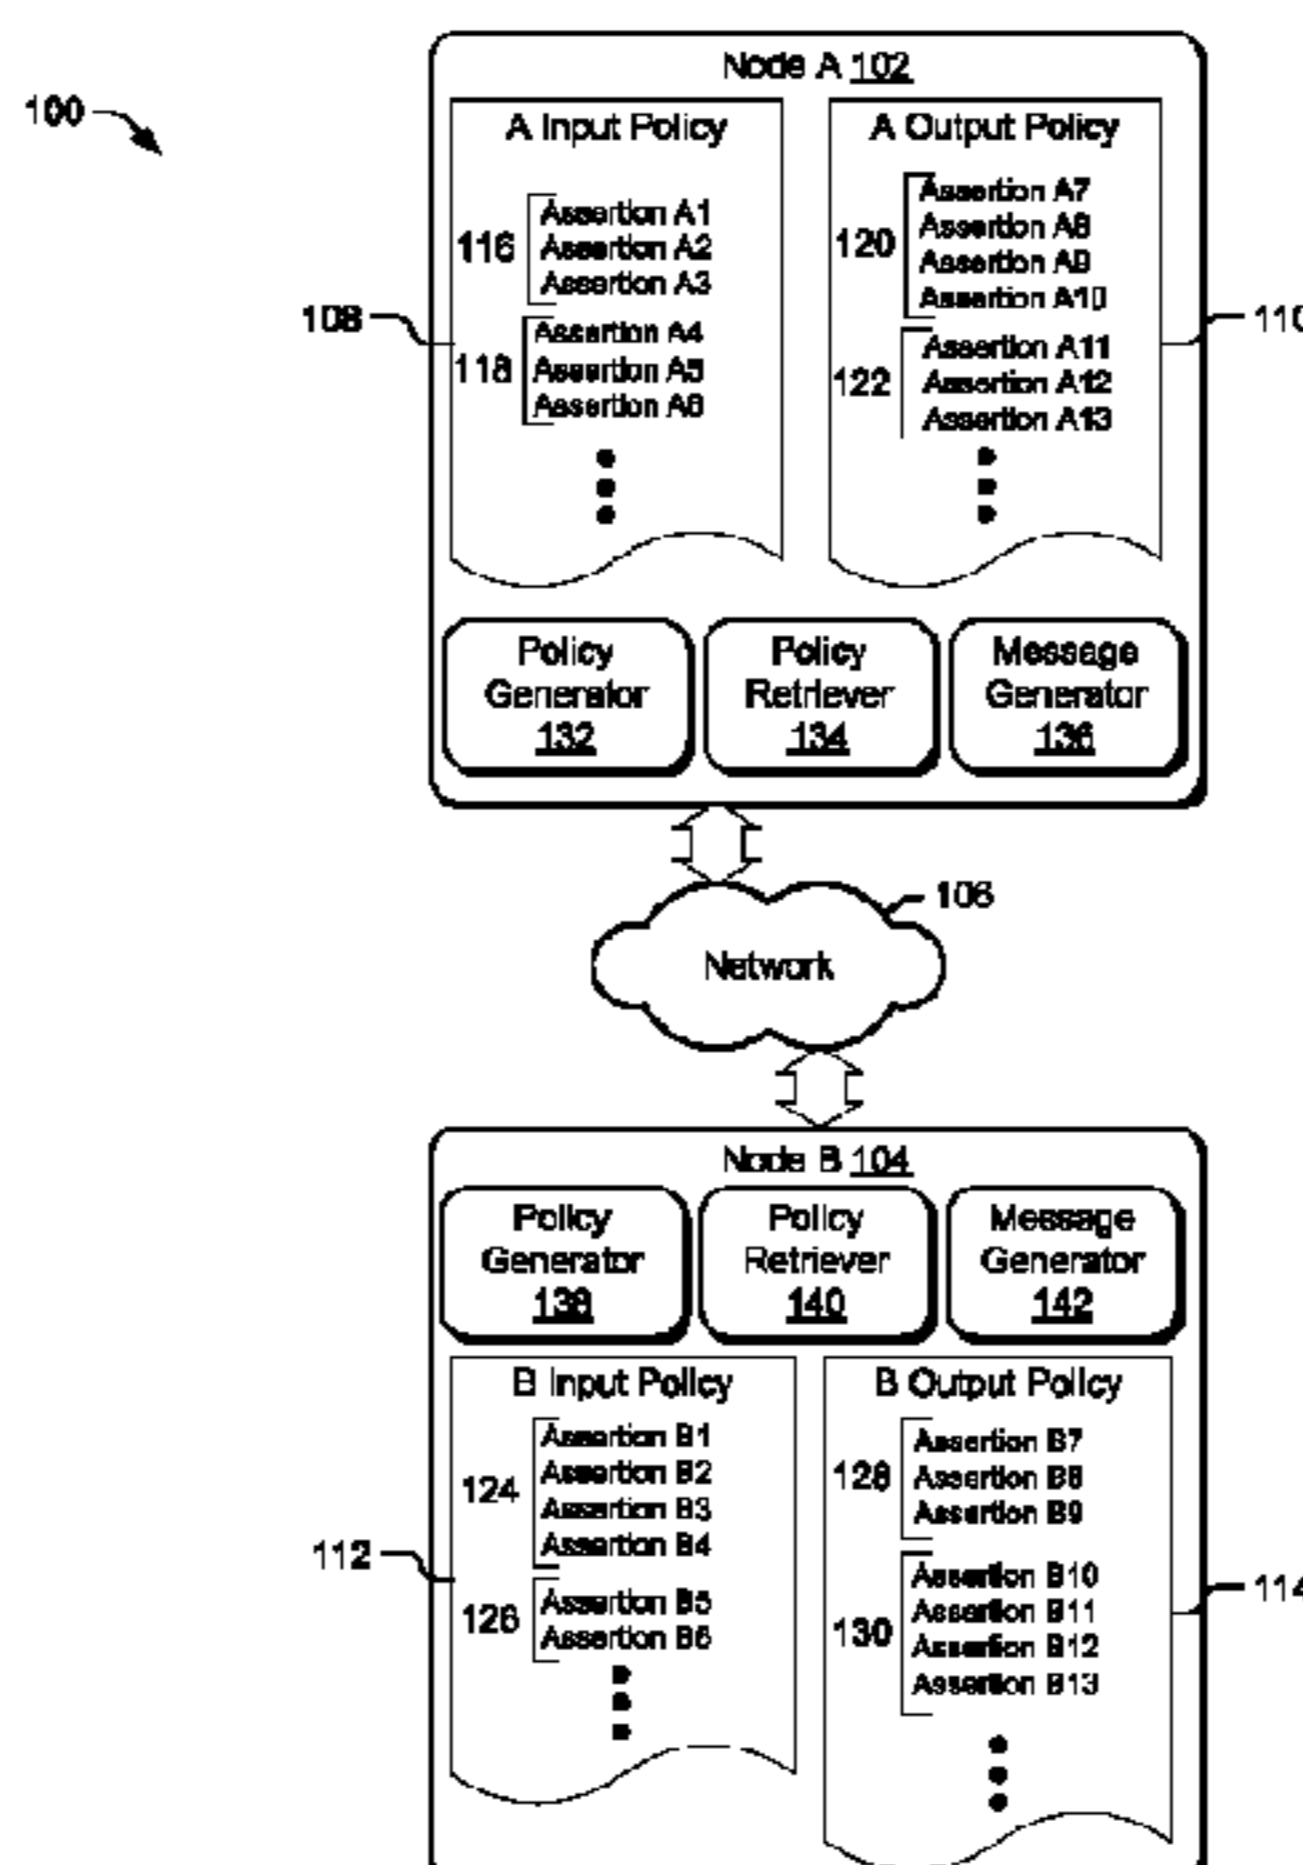 100
Node A 102
A Input Policy
116
Assertion A1
Assertion A2
Assertion A3
108
118
Assertion A4
Assertion A5
Assertion A6
A Output Policy
120
Assertion A7
Assertion A8
Assertion A9
Assertion A10
110
122
Assertion A11
Assertion A12
Assertion A13
Policy
Generator
132
Policy
Retriever
134
Message
Generator
136
106
Network
Node B 104
Policy
Generator
138
Policy
Retriever
140
Message
Generator
142
B Input Policy
124
Assertion B1
Assertion B2
Assertion B3
Assertion B4
112
126
Assertion B5
Assertion B6
B Output Policy
128
Assertion B7
Assertion B8
Assertion B9
114
130
Assertion B10
Assertion B11
Assertion B12
Assertion B13